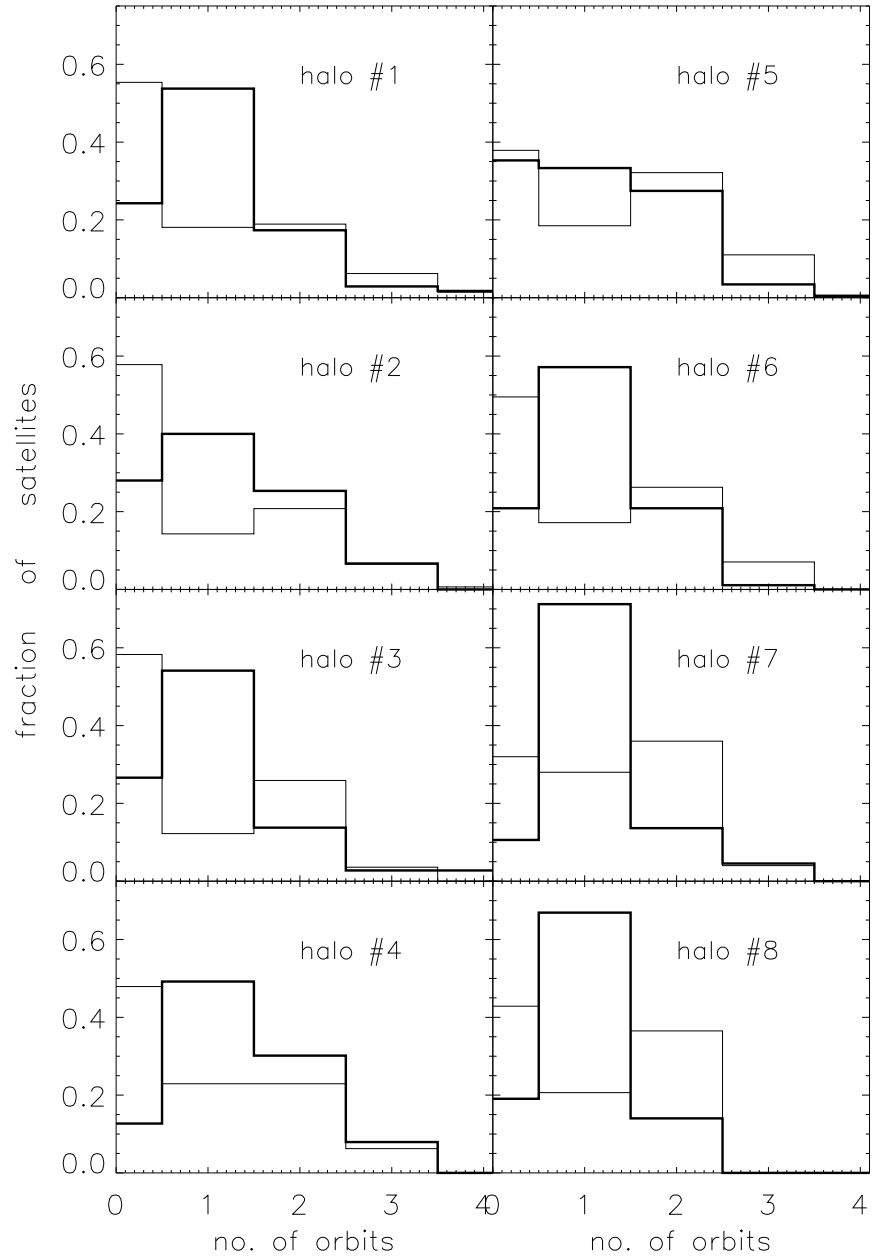 halo #1
halo #5
0.6
0.4
0.2
0.0
halo #2
halo #6
0.6
0.4
0.2
0.0
halo #3
halo #7
0.6
0.4
0.2
0.0
halo #4
halo #8
0.6
0.4
0.2
0.0
fraction of satellites
0 1 2 3 4 0 1 2 3 4
no. of orbits no. of orbits